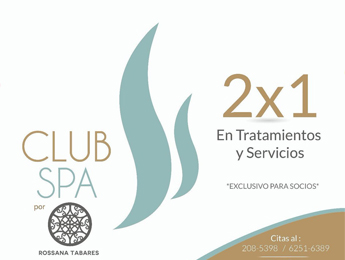 CLUB
SPA
por
ROSSANA TABARES
2x1
En Tratamientos
y Servicios
"EXCLUSIVO PARA SOCIOS"
Citas al :
208-5398 / 6251-6389